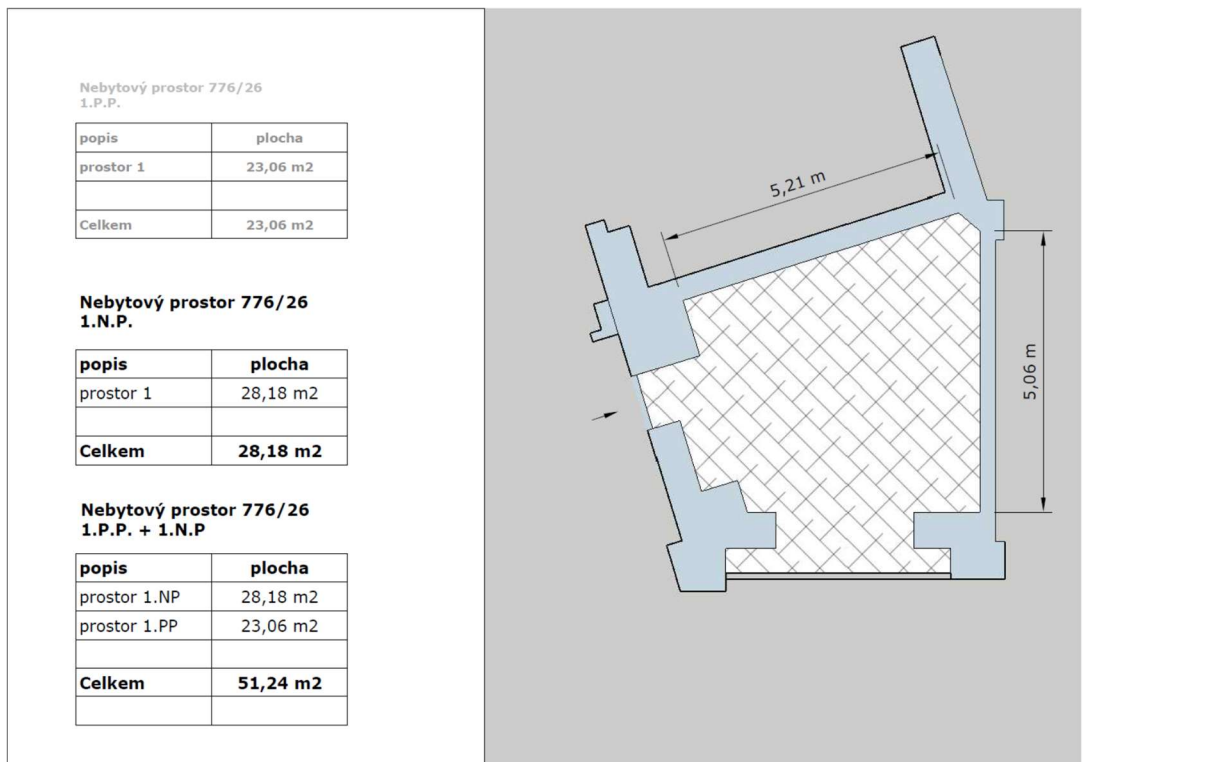 Nebytový prostor 776/26
1.P.P.
popis plocha
prostor 1 23,06 m2
Celkem 23,06 m2
Nebytový prostor 776/26
1.N.P.
popis plocha
prostor 1 28,18 m2
Celkem 28,18 m2
Nebytový prostor 776/26
1.P.P. + 1.N.P
popis plocha
prostor 1.NP 28,18 m2
prostor 1.PP 23,06 m2
Celkem 51,24 m2
5,21 m
5,06 m